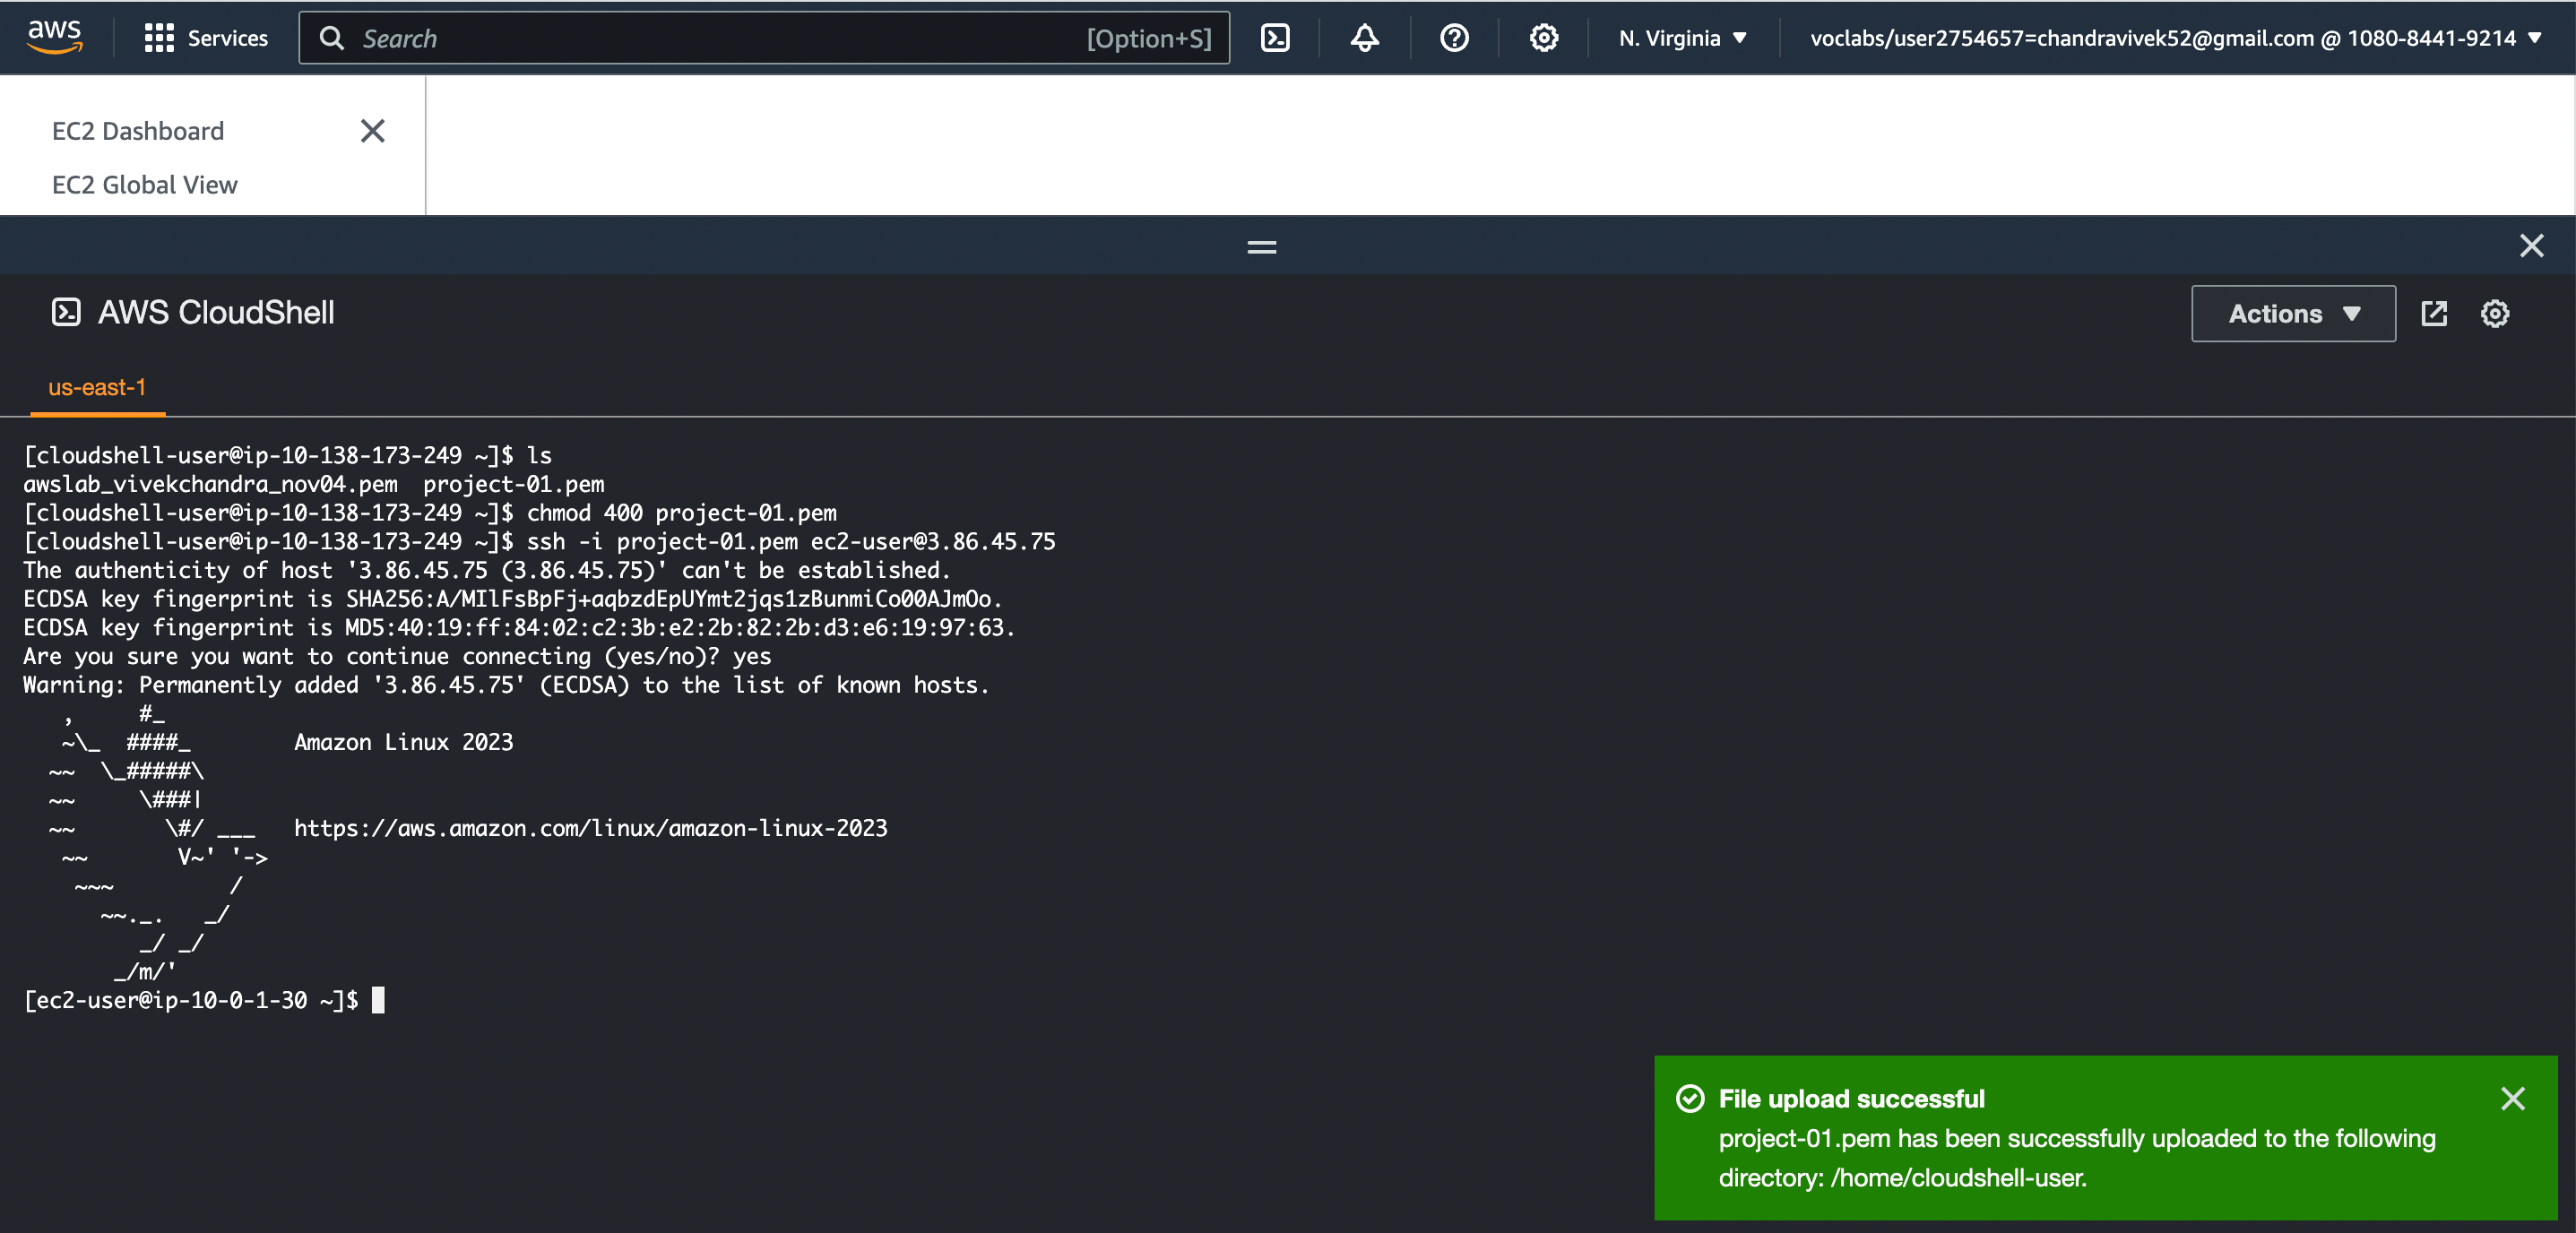 aws Services Search [Option+S] N. Virginia voclabs/user2754657=chandravivek52@gmail.com @ 1080-8441-9214
EC2 Dashboard
EC2 Global View
AWS CloudShell
Actions
us-east-1
[cloudshell-user@ip-10-138-173-249 ~]$ ls
awslab_vivekchandra_nov04.pem  project-01.pem
[cloudshell-user@ip-10-138-173-249 ~]$ chmod 400 project-01.pem
[cloudshell-user@ip-10-138-173-249 ~]$ ssh -i project-01.pem ec2-user@3.86.45.75
The authenticity of host '3.86.45.75 (3.86.45.75)' can't be established.
ECDSA key fingerprint is SHA256:A/MIlFsBpFj+aqbzdEpUYmt2jqs1zBunmiCo00AJmOo.
ECDSA key fingerprint is MD5:40:19:ff:84:02:c2:3b:e2:2b:82:2b:d3:e6:19:97:63.
Are you sure you want to continue connecting (yes/no)? yes
Warning: Permanently added '3.86.45.75' (ECDSA) to the list of known hosts.
   ,     #_
   ~\_  ####_        Amazon Linux 2023
  ~~  \_#####\
  ~~     \###|
  ~~       \#/ ___   https://aws.amazon.com/linux/amazon-linux-2023
   ~~       V~' '->
    ~~~         /
      ~~._.   _/
         _/ _/
       _/m/'
[ec2-user@ip-10-0-1-30 ~]$
File upload successful
project-01.pem has been successfully uploaded to the following
directory: /home/cloudshell-user.